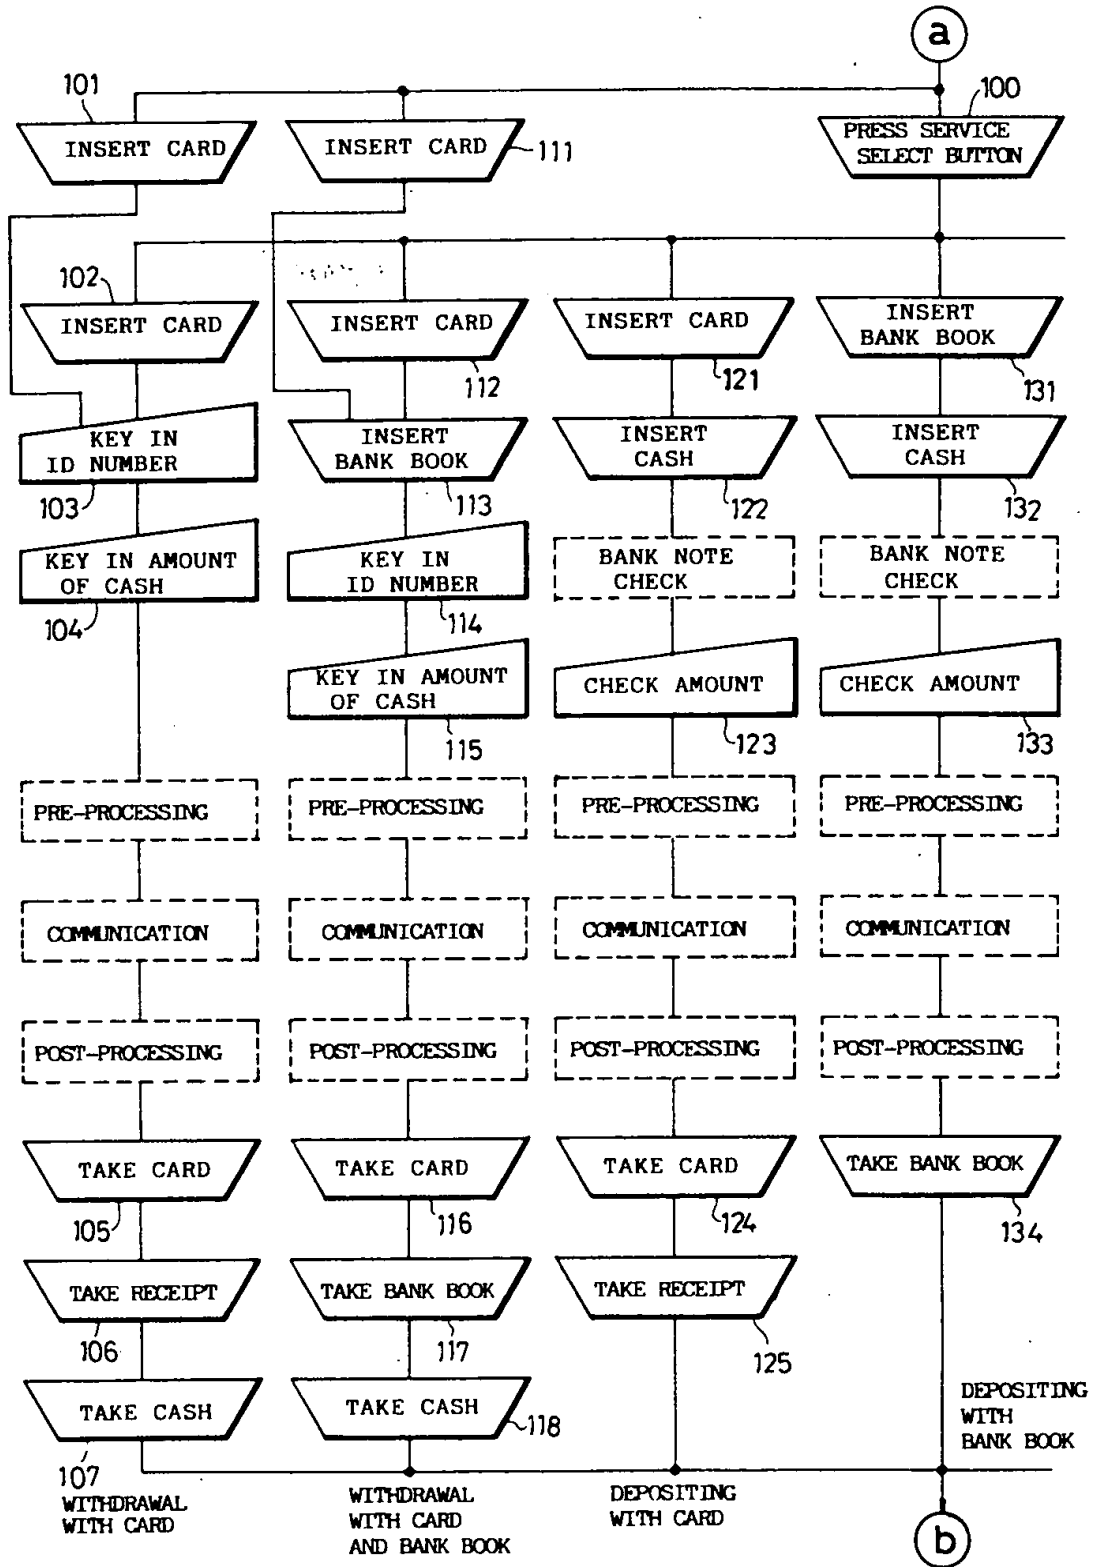 a
101
100
INSERT CARD
INSERT CARD
111
PRESS SERVICE
SELECT BUTTON
102
INSERT CARD
INSERT CARD
112
INSERT CARD
121
INSERT
BANK BOOK
131
KEY IN
ID NUMBER
103
INSERT
BANK BOOK
113
INSERT
CASH
122
INSERT
CASH
132
KEY IN AMOUNT
OF CASH
104
KEY IN
ID NUMBER
114
BANK NOTE
CHECK
BANK NOTE
CHECK
KEY IN AMOUNT
OF CASH
115
CHECK AMOUNT
123
CHECK AMOUNT
133
PRE-PROCESSING
PRE-PROCESSING
PRE-PROCESSING
PRE-PROCESSING
COMMUNICATION
COMMUNICATION
COMMUNICATION
COMMUNICATION
POST-PROCESSING
POST-PROCESSING
POST-PROCESSING
POST-PROCESSING
TAKE CARD
105
TAKE CARD
116
TAKE CARD
124
TAKE BANK BOOK
134
TAKE RECEIPT
106
TAKE BANK BOOK
117
TAKE RECEIPT
125
TAKE CASH
107
TAKE CASH
118
DEPOSITING
WITH
BANK BOOK
WITHDRAWAL
WITH CARD
WITHDRAWAL
WITH CARD
AND BANK BOOK
DEPOSITING
WITH CARD
b